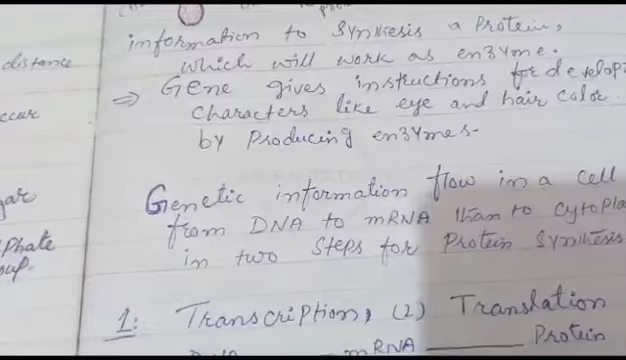 information to Synthesis a Protein,
distance
which will work as enzyme.
⇒ Gene gives instructions for develop
ccur
characters like eye and hair color
by Producing enzymes-
Genetic information flow in a cell
gar
from DNA to mRNA than to Cytopla
Phate
in two steps for Protein Synthesis
oup.
1: Transcription, (2) Translation
mRNA ______ Protein